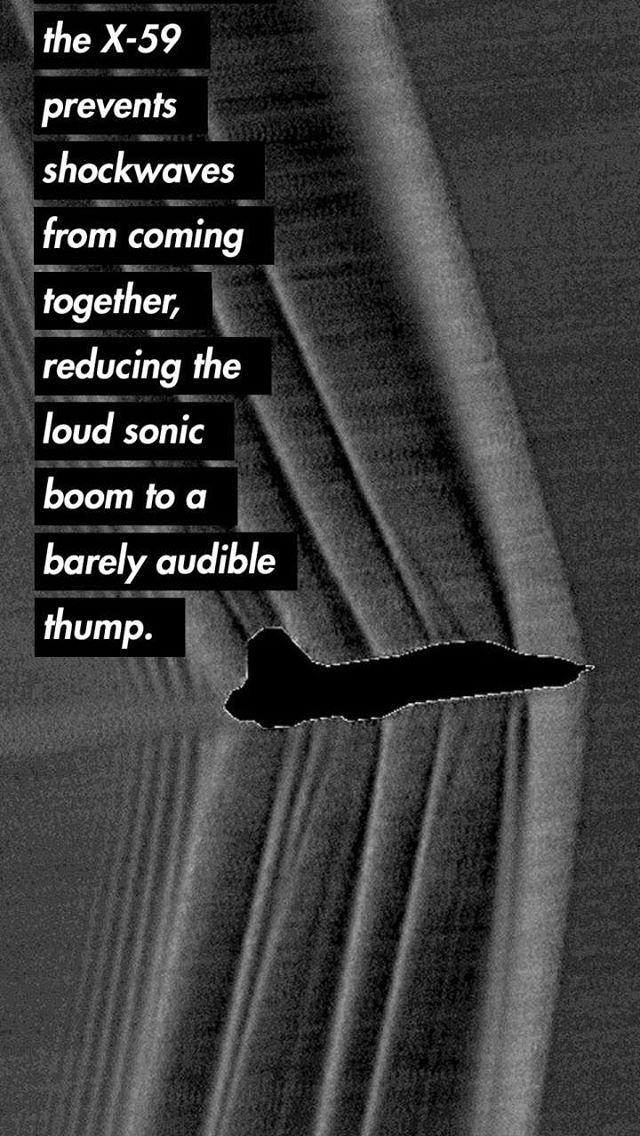 the X-59
prevents
shockwaves
from coming
together,
reducing the
loud sonic
boom to a
barely audible
thump.